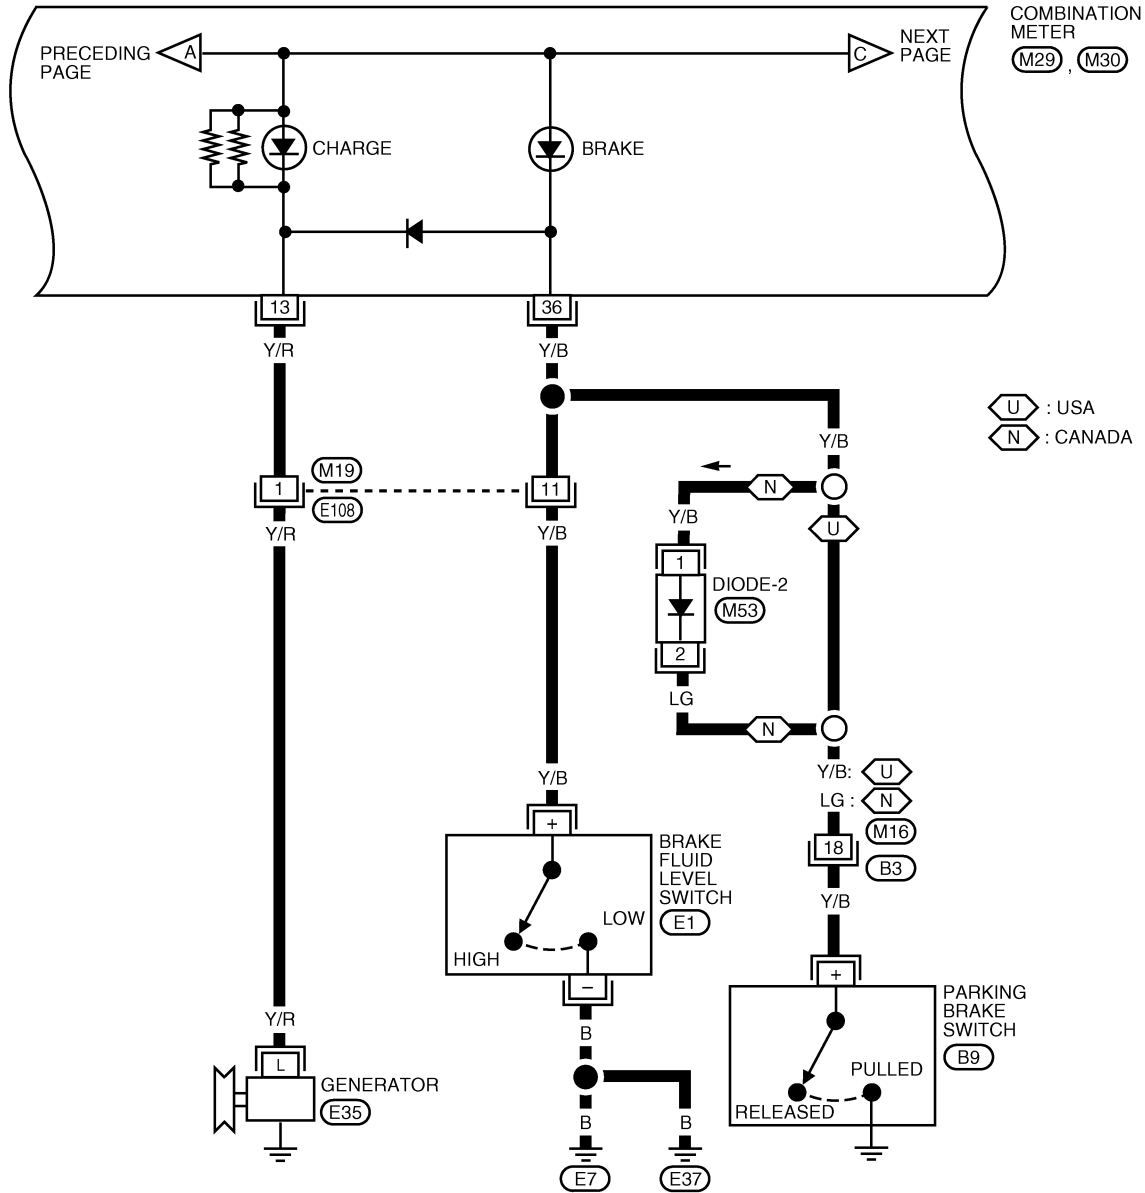 COMBINATION
METER
M29 , M30
PRECEDING
PAGE
A
C
NEXT
PAGE
CHARGE
BRAKE
13
36
Y/R
Y/B
U : USA
N : CANADA
Y/B
M19
1
11
E108
N
Y/R
Y/B
Y/B
U
1
DIODE-2
M53
2
LG
N
Y/B
Y/B: U
LG : N
M16
18
B3
+
BRAKE
FLUID
LEVEL
SWITCH
E1
LOW
HIGH
−
Y/B
+
PARKING
BRAKE
SWITCH
B9
PULLED
RELEASED
Y/R
L
GENERATOR
E35
B
B
B
E7
E37